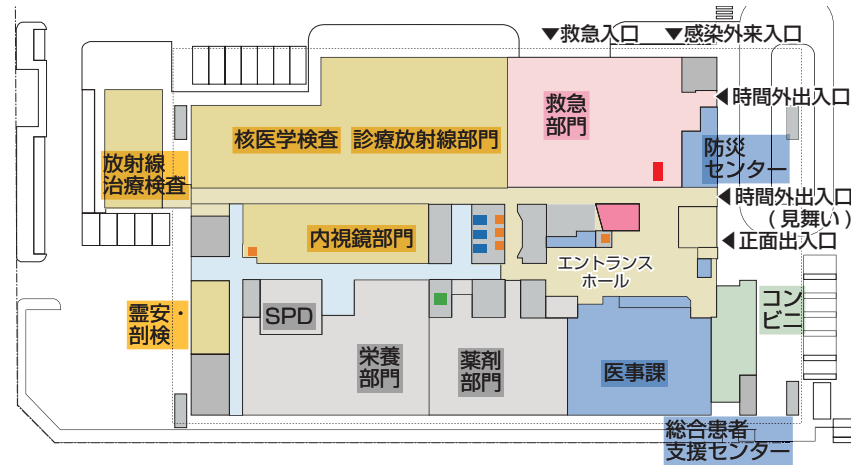 ▼救急入口
▼感染外来入口
◀時間外出入口
救急
部門
防災
センター
核医学検査
診療放射線部門
放射線
治療検査
◀時間外出入口
(見舞い)
◀正面出入口
内視鏡部門
エントランス
ホール
霊安・
剖検
SPD
コン
ビニ
栄養
部門
薬剤
部門
医事課
総合患者
支援センター